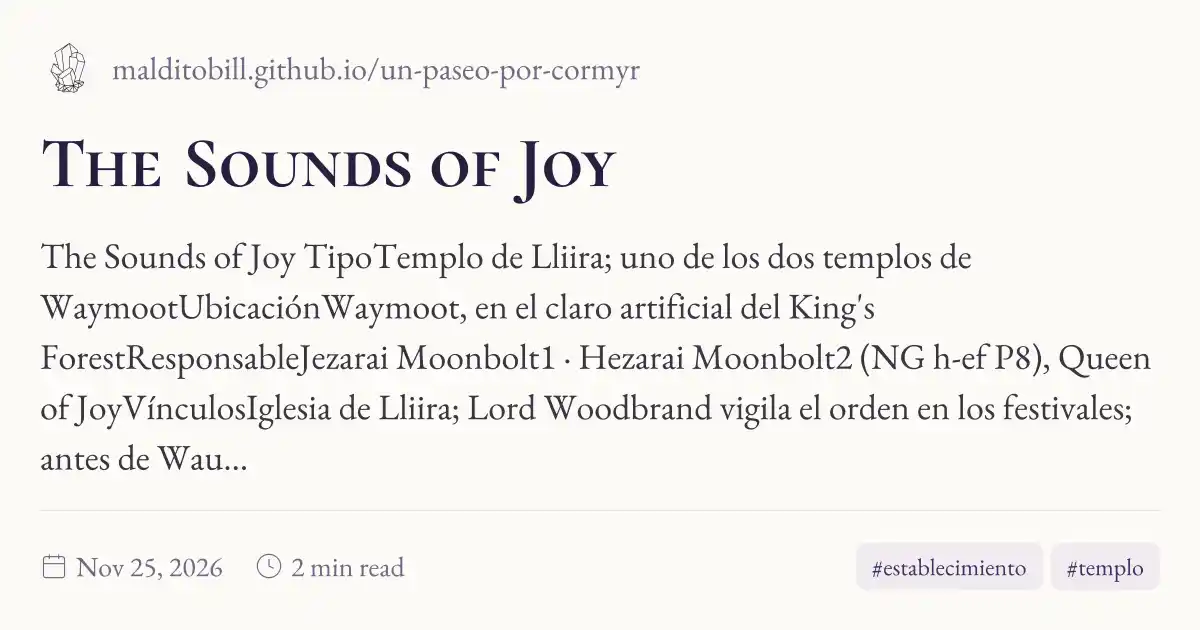 malditobill.github.io/un-paseo-por-cormyr
The Sounds of Joy
The Sounds of Joy TipoTemplo de Lliira; uno de los dos templos de
WaymootUbicaciónWaymoot, en el claro artificial del King's
ForestResponsableJezarai Moonbolt1 · Hezarai Moonbolt2 (NG h-ef P8), Queen
of JoyVínculosIglesia de Lliira; Lord Woodbrand vigila el orden en los festivales;
antes de Wau...
Nov 25, 2026 2 min read #establecimiento #templo